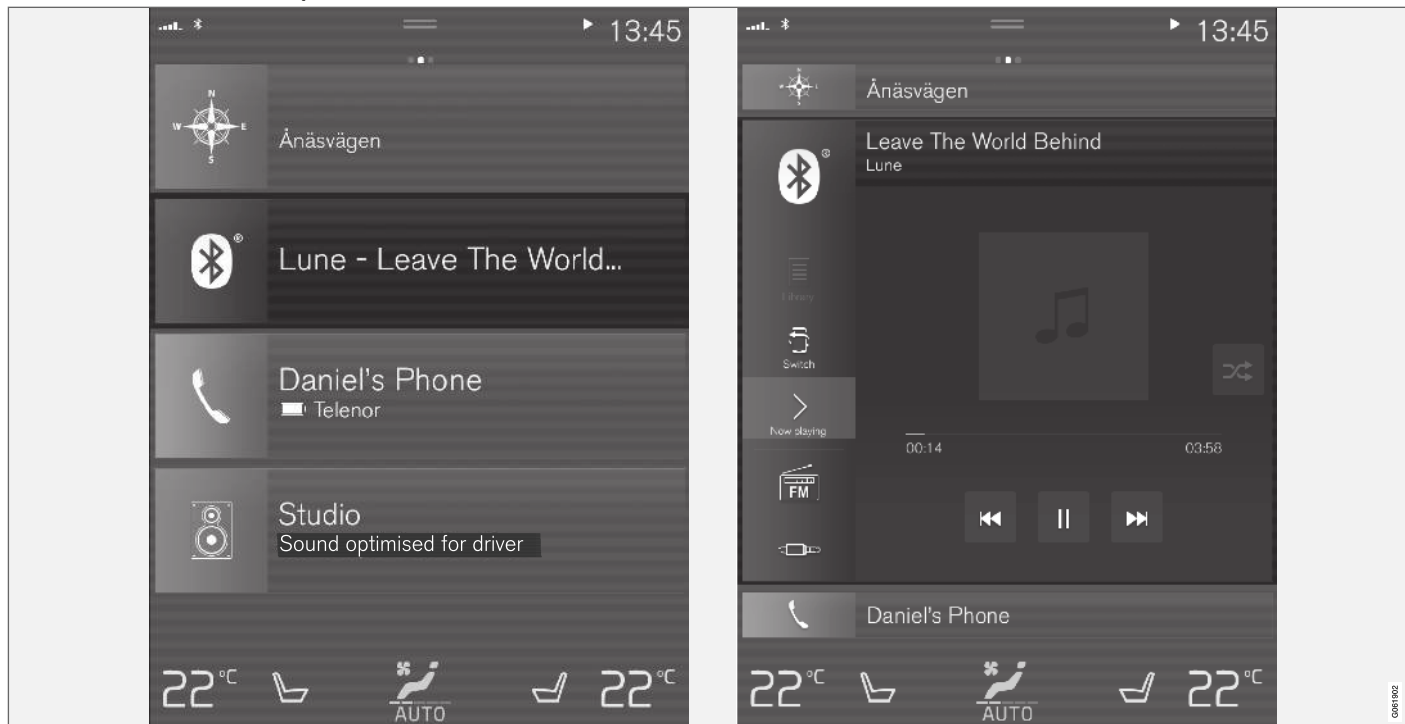 13:45
N
W E
S
Ånäsvägen
®
Lune - Leave The World...
Daniel's Phone
Telenor
Studio
Sound optimised for driver
22°C
AUTO
22°C
13:45
Ånäsvägen
®
Leave The World Behind
Lune
Library
Switch
Now playing
00:14
03:58
FM
Daniel's Phone
22°C
AUTO
22°C
G061902